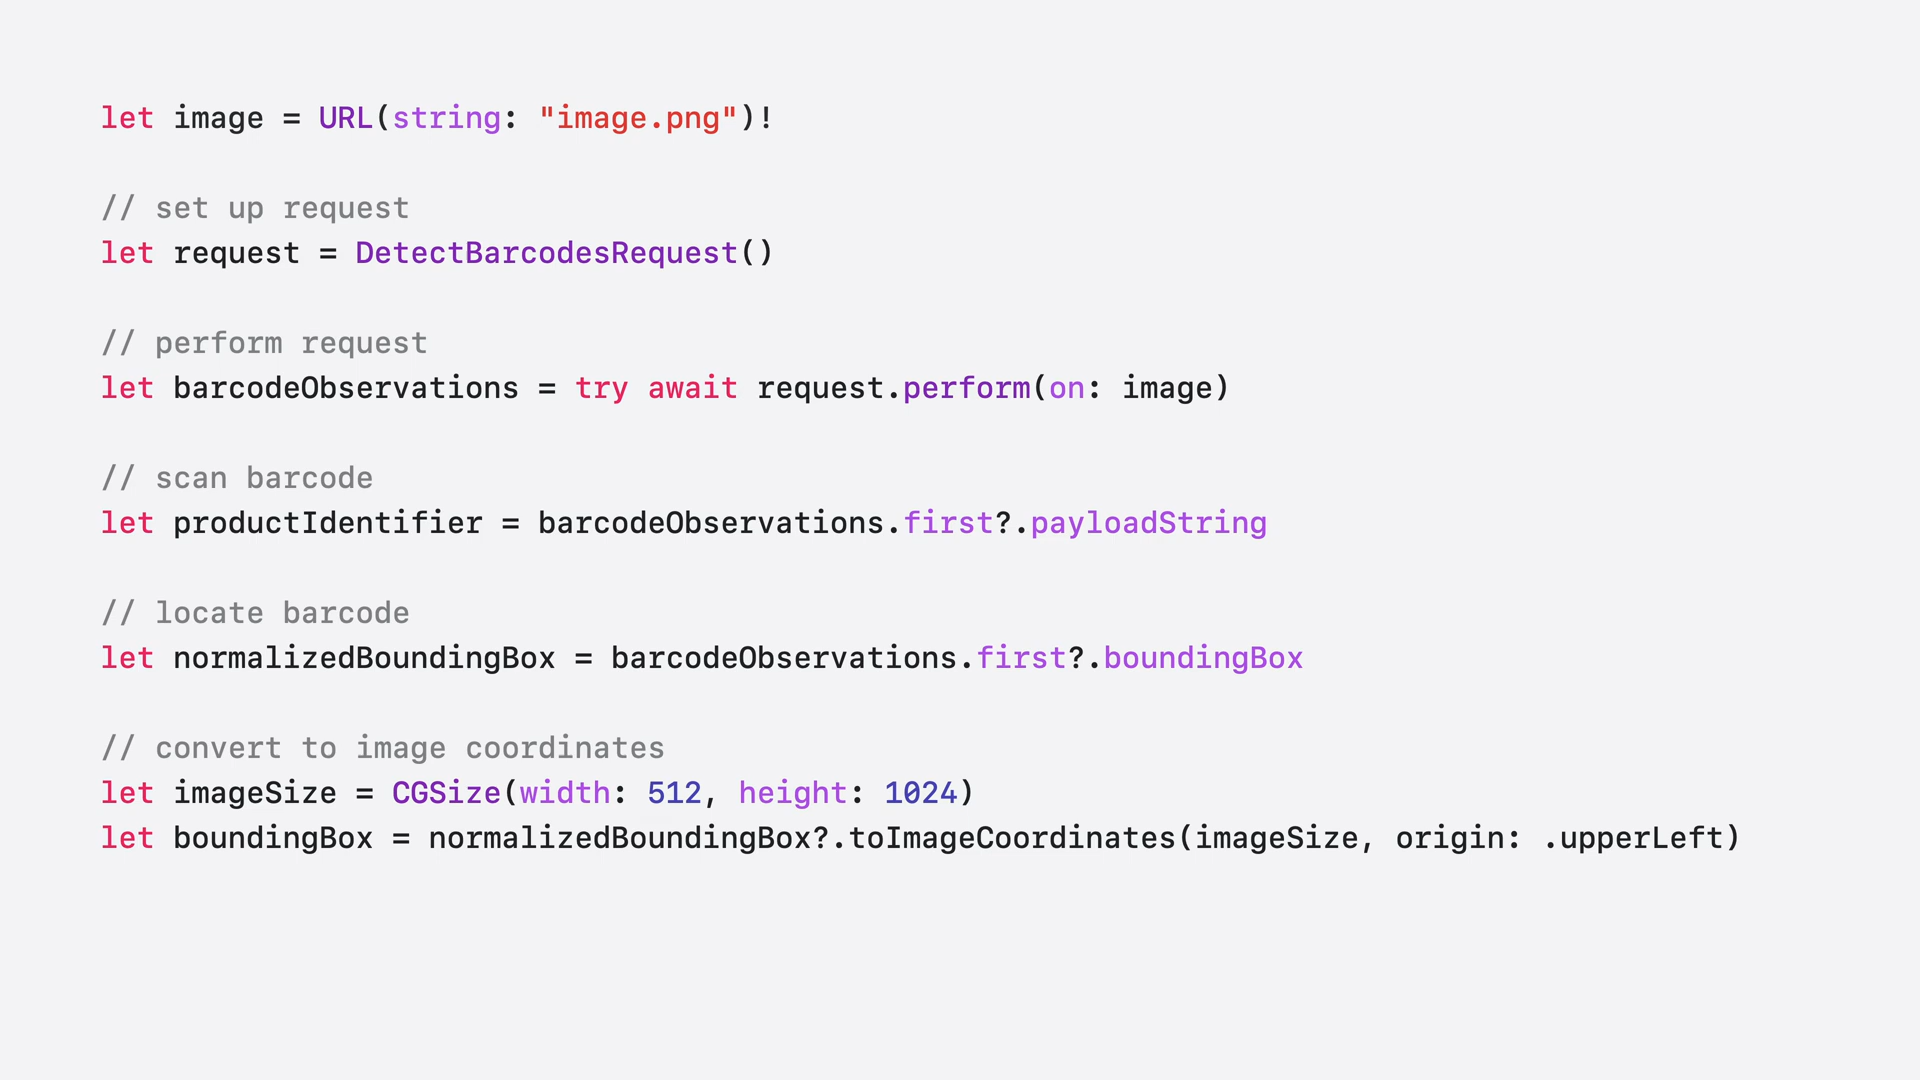 let image = URL(string: "image.png")!
// set up request
let request = DetectBarcodesRequest()
// perform request
let barcodeObservations = try await request.perform(on: image)
// scan barcode
let productIdentifier = barcodeObservations.first?.payloadString
// locate barcode
let normalizedBoundingBox = barcodeObservations.first?.boundingBox
// convert to image coordinates
let imageSize = CGSize(width: 512, height: 1024)
let boundingBox = normalizedBoundingBox?.toImageCoordinates(imageSize, origin: .upperLeft)